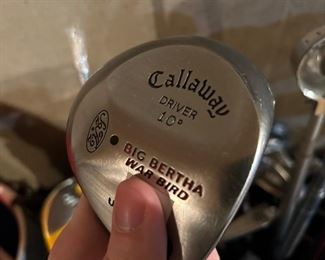 Callaway
DRIVER
10°
BIG BERTHA
WAR BIRD